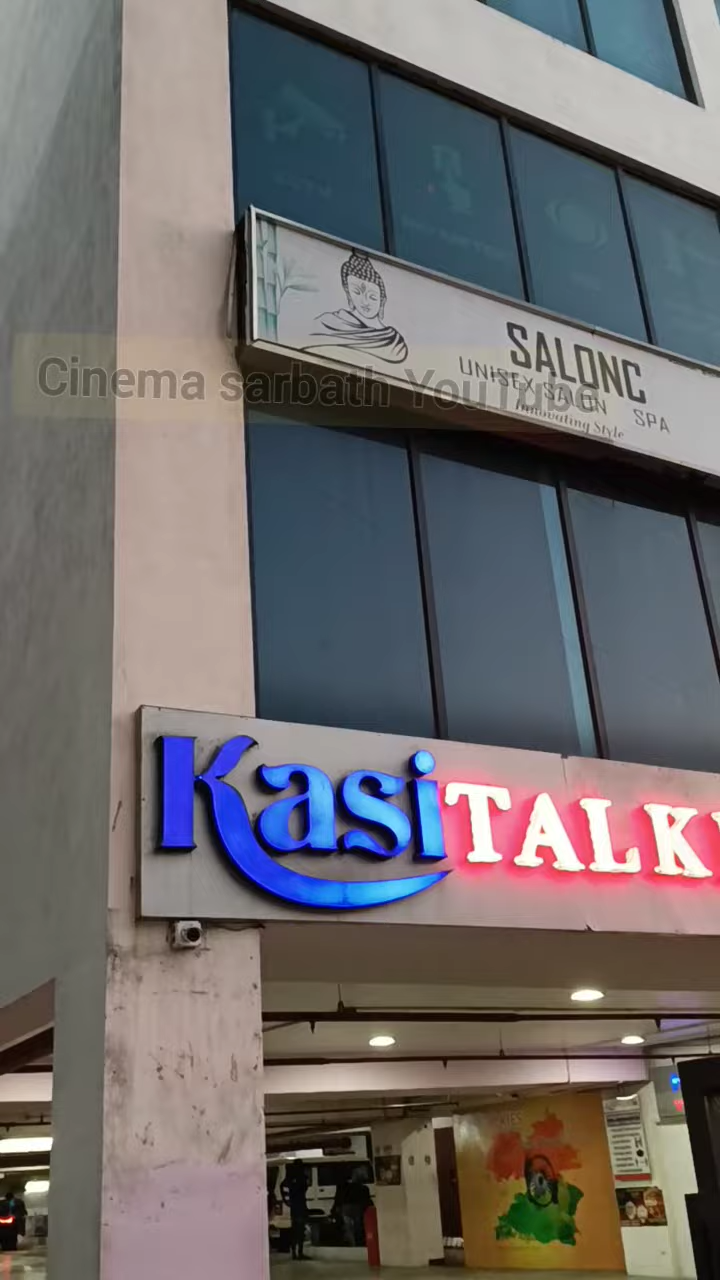 SALONC
UNISEX SALON SPA
Innovating Style
Cinema sarbath YouTube
Kasi TALK